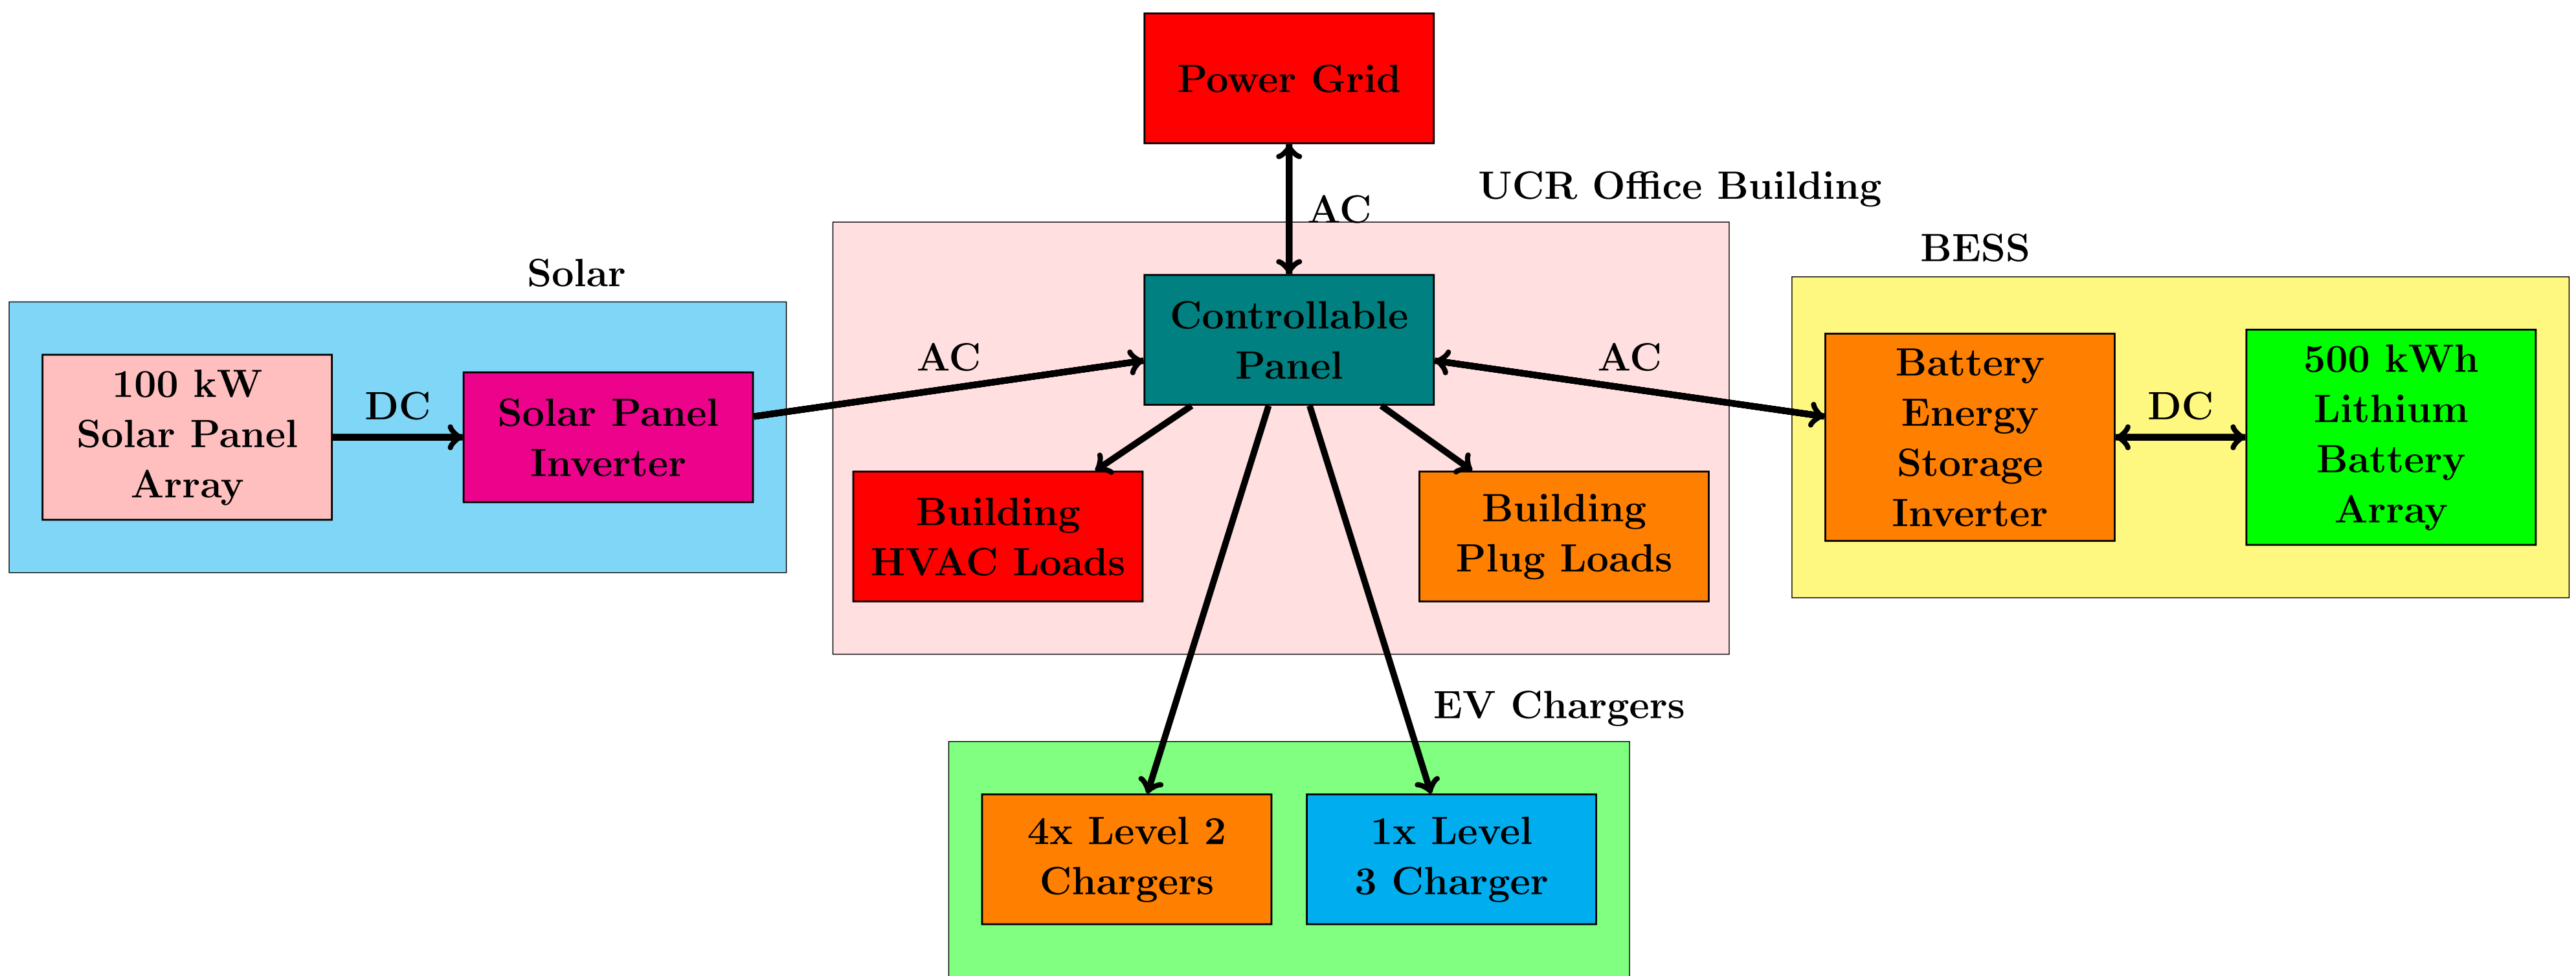 Power Grid
AC
UCR Office Building
Solar
100 kW
Solar Panel
Array
DC
Solar Panel
Inverter
AC
Controllable
Panel
AC
Building
HVAC Loads
Building
Plug Loads
BESS
Battery
Energy
Storage
Inverter
DC
500 kWh
Lithium
Battery
Array
EV Chargers
4x Level 2
Chargers
1x Level
3 Charger